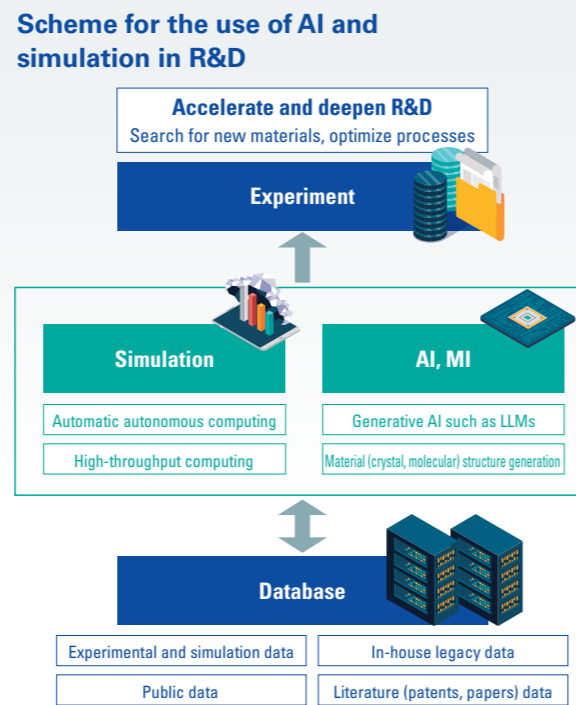 Scheme for the use of AI and
simulation in R&D
Accelerate and deepen R&D
Search for new materials, optimize processes
Experiment
Simulation
Automatic autonomous computing
High-throughput computing
AI, MI
Generative AI such as LLMs
Material (crystal, molecular) structure generation
Database
Experimental and simulation data
In-house legacy data
Public data
Literature (patents, papers) data